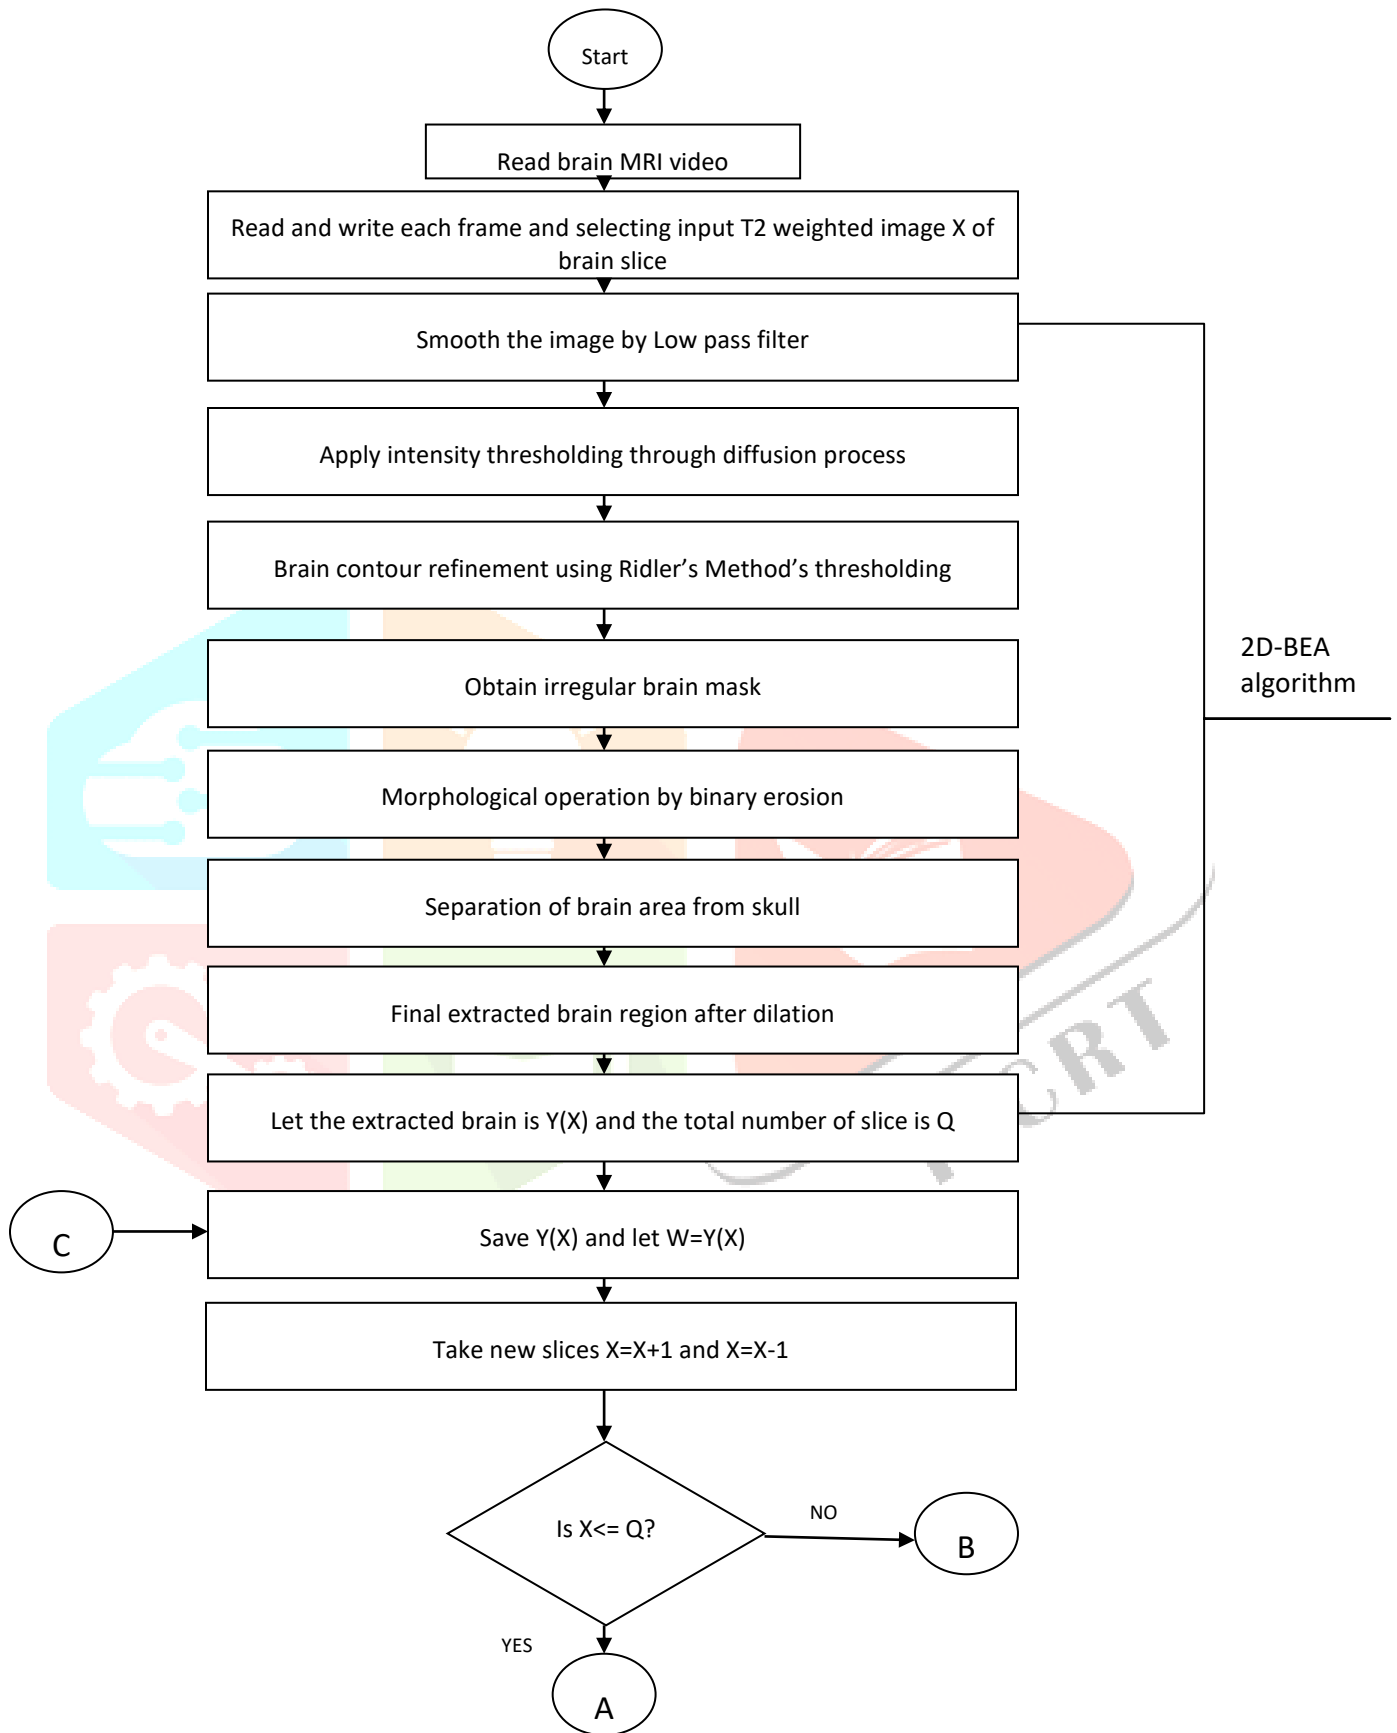 Start
Read brain MRI video
Read and write each frame and selecting input T2 weighted image X of
brain slice
Smooth the image by Low pass filter
Apply intensity thresholding through diffusion process
Brain contour refinement using Ridler’s Method’s thresholding
2D-BEA
algorithm
Obtain irregular brain mask
Morphological operation by binary erosion
Separation of brain area from skull
Final extracted brain region after dilation
Let the extracted brain is Y(X) and the total number of slice is Q
C
Save Y(X) and let W=Y(X)
Take new slices X=X+1 and X=X-1
Is X<= Q?
NO
B
YES
A